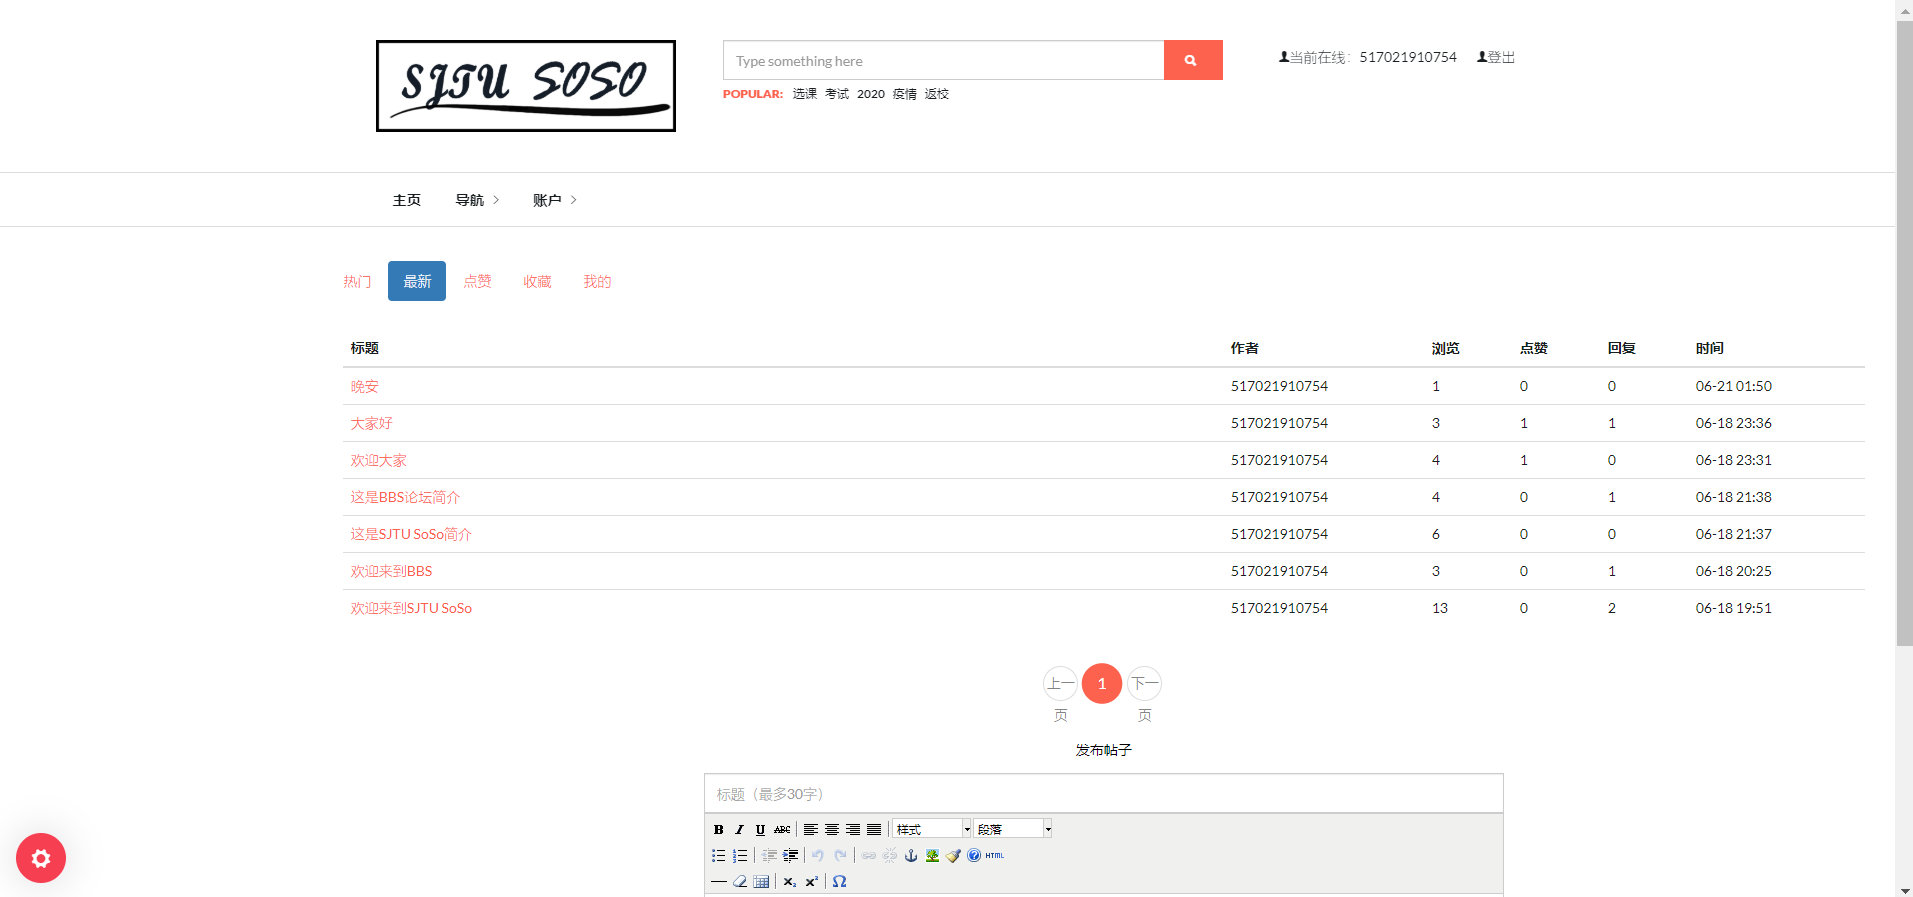 SJTU SOSO
Type something here
当前在线：517021910754 登出
POPULAR: 选课 考试 2020 疫情 返校
主页 导航 账户
热门 最新 点赞 收藏 我的
标题 作者 浏览 点赞 回复 时间
晚安 517021910754 1 0 0 06-21 01:50
大家好 517021910754 3 1 1 06-18 23:36
欢迎大家 517021910754 4 1 0 06-18 23:31
这是BBS论坛简介 517021910754 4 0 1 06-18 21:38
这是SJTU SoSo简介 517021910754 6 0 0 06-18 21:37
欢迎来到BBS 517021910754 3 0 1 06-18 20:25
欢迎来到SJTU SoSo 517021910754 13 0 2 06-18 19:51
上一页 1 下一页
发布帖子
标题（最多30字）
B I U ABC 样式 段落
HTML
x₂ x² Ω